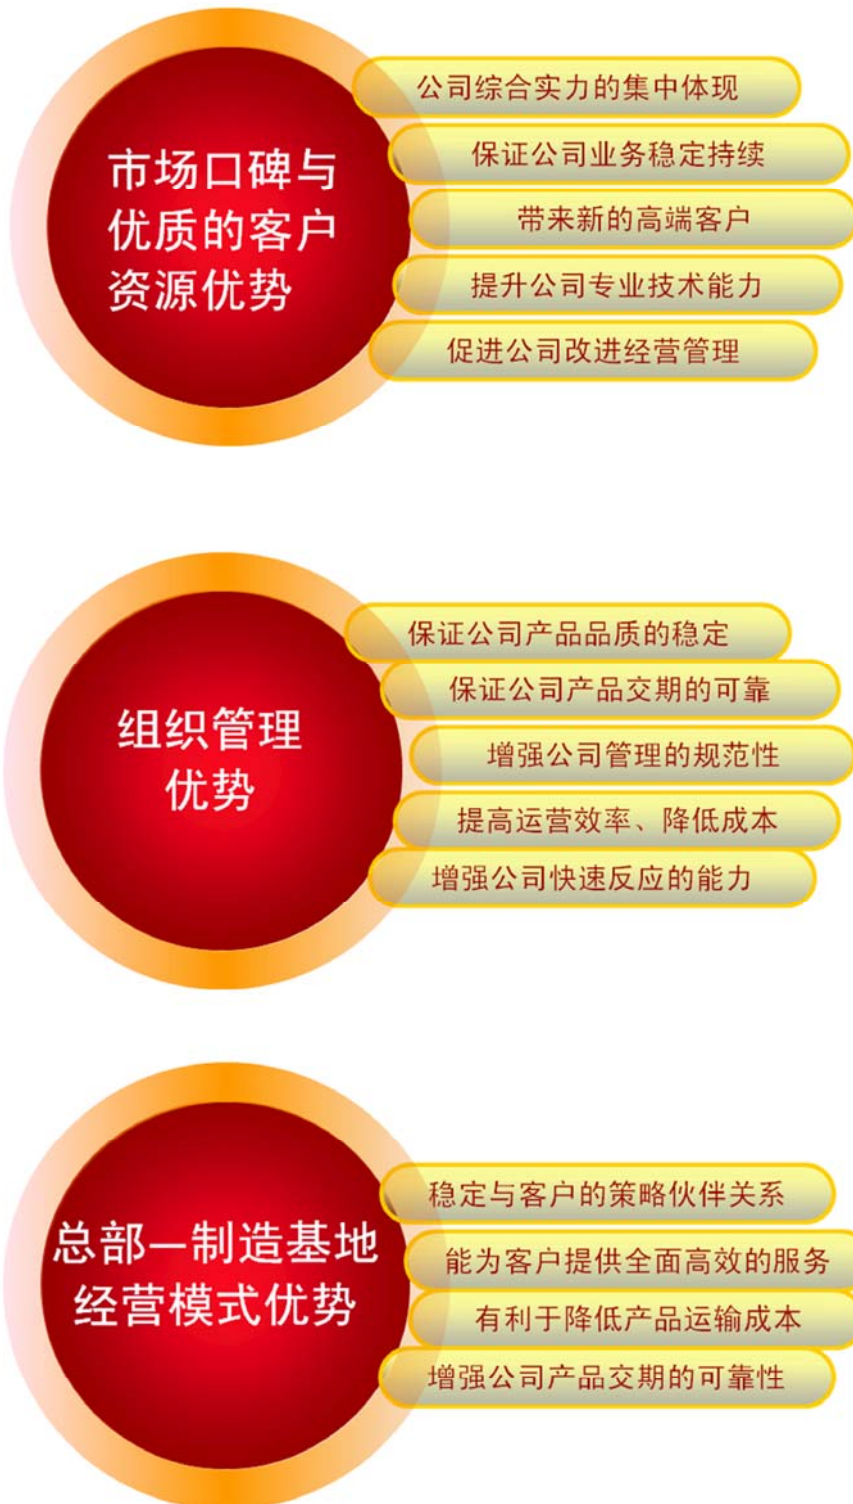 市场口碑与
优质的客户
资源优势
公司综合实力的集中体现
保证公司业务稳定持续
带来新的高端客户
提升公司专业技术能力
促进公司改进经营管理
组织管理
优势
保证公司产品品质的稳定
保证公司产品交期的可靠
增强公司管理的规范性
提高运营效率、降低成本
增强公司快速反应的能力
总部—制造基地
经营模式优势
稳定与客户的策略伙伴关系
能为客户提供全面高效的服务
有利于降低产品运输成本
增强公司产品交期的可靠性